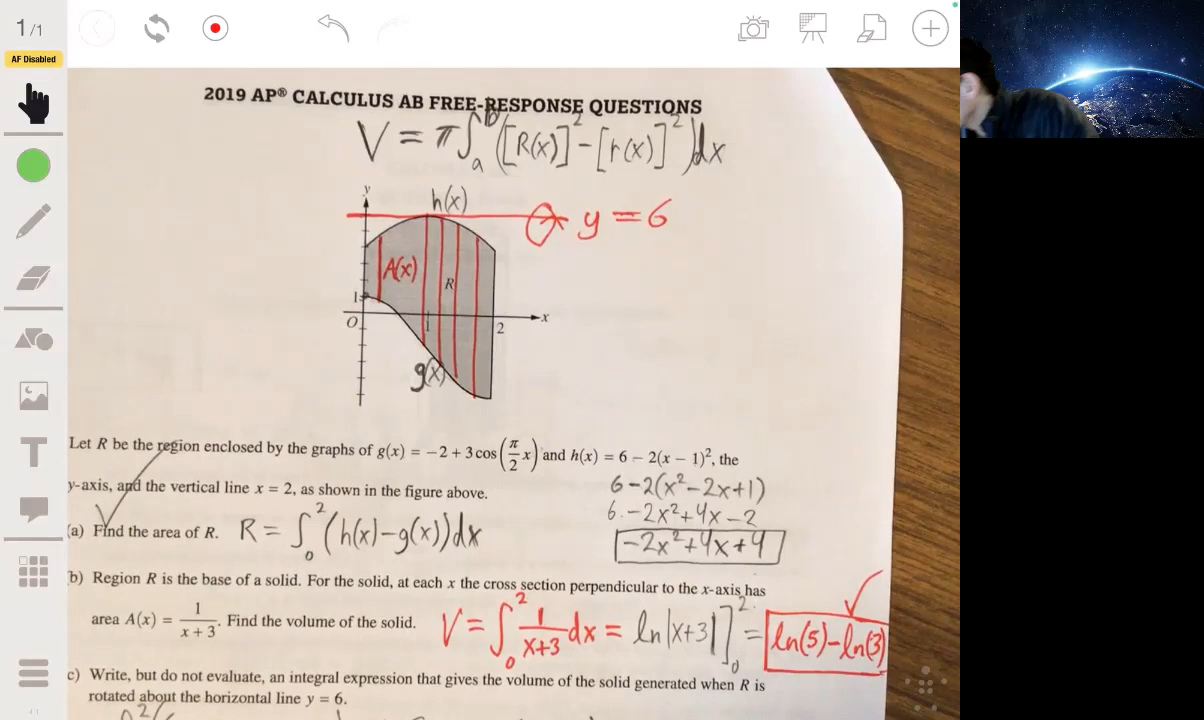 1/1
AF Disabled
2019 AP® CALCULUS AB FREE-RESPONSE QUESTIONS
V = π∫ₐᵇ([R(x)]² - [r(x)]²)dx
y
h(x)
y = 6
A(x)
R
1
O
1
2
x
g(x)
Let R be the region enclosed by the graphs of g(x) = −2 + 3 cos(π/2 x) and h(x) = 6 − 2(x − 1)², the
y-axis, and the vertical line x = 2, as shown in the figure above.
6-2(x²-2x+1)
6-2x²+4x-2
-2x²+4x+4
(a) Find the area of R. R = ∫₀²(h(x)-g(x))dx
b) Region R is the base of a solid. For the solid, at each x the cross section perpendicular to the x-axis has
area A(x) = 1/(x + 3). Find the volume of the solid. V = ∫₀² 1/(x+3) dx = ln|x+3|]₀² = ln(5)-ln(3)
c) Write, but do not evaluate, an integral expression that gives the volume of the solid generated when R is
rotated about the horizontal line y = 6.